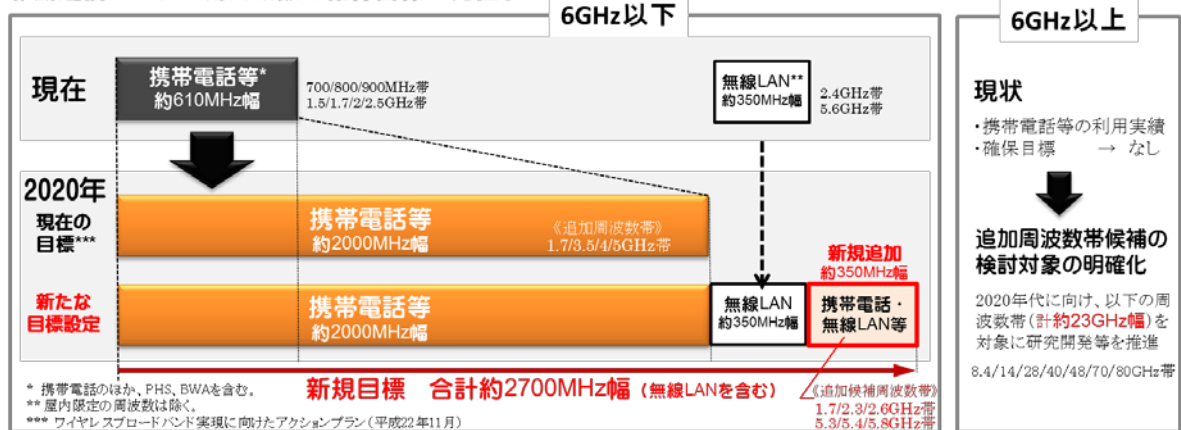 6GHz以下
現在
携帯電話等*
約610MHz幅
700/800/900MHz帯
1.5/1.7/2/2.5GHz帯
無線LAN**
約350MHz幅
2.4GHz帯
5.6GHz帯
2020年
現在の
目標***
携帯電話等
約2000MHz幅
《追加周波数帯》
1.7/3.5/4/5GHz帯
新規追加
約350MHz幅
新たな
目標設定
携帯電話等
約2000MHz幅
無線LAN
約350MHz幅
携帯電話・
無線LAN等
新規目標 合計約2700MHz幅(無線LANを含む)
《追加候補周波数帯》
1.7/2.3/2.6GHz帯
5.3/5.4/5.8GHz帯
* 携帯電話のほか、PHS、BWAを含む。
** 屋内限定の周波数は除く。
*** ワイヤレスブロードバンド実現に向けたアクションプラン(平成22年11月)
6GHz以上
現状
・携帯電話等の利用実績
・確保目標 → なし
追加周波数帯候補の
検討対象の明確化
2020年代に向け、以下の周
波数帯(計約23GHz幅)を
対象に研究開発等を推進
8.4/14/28/40/48/70/80GHz帯